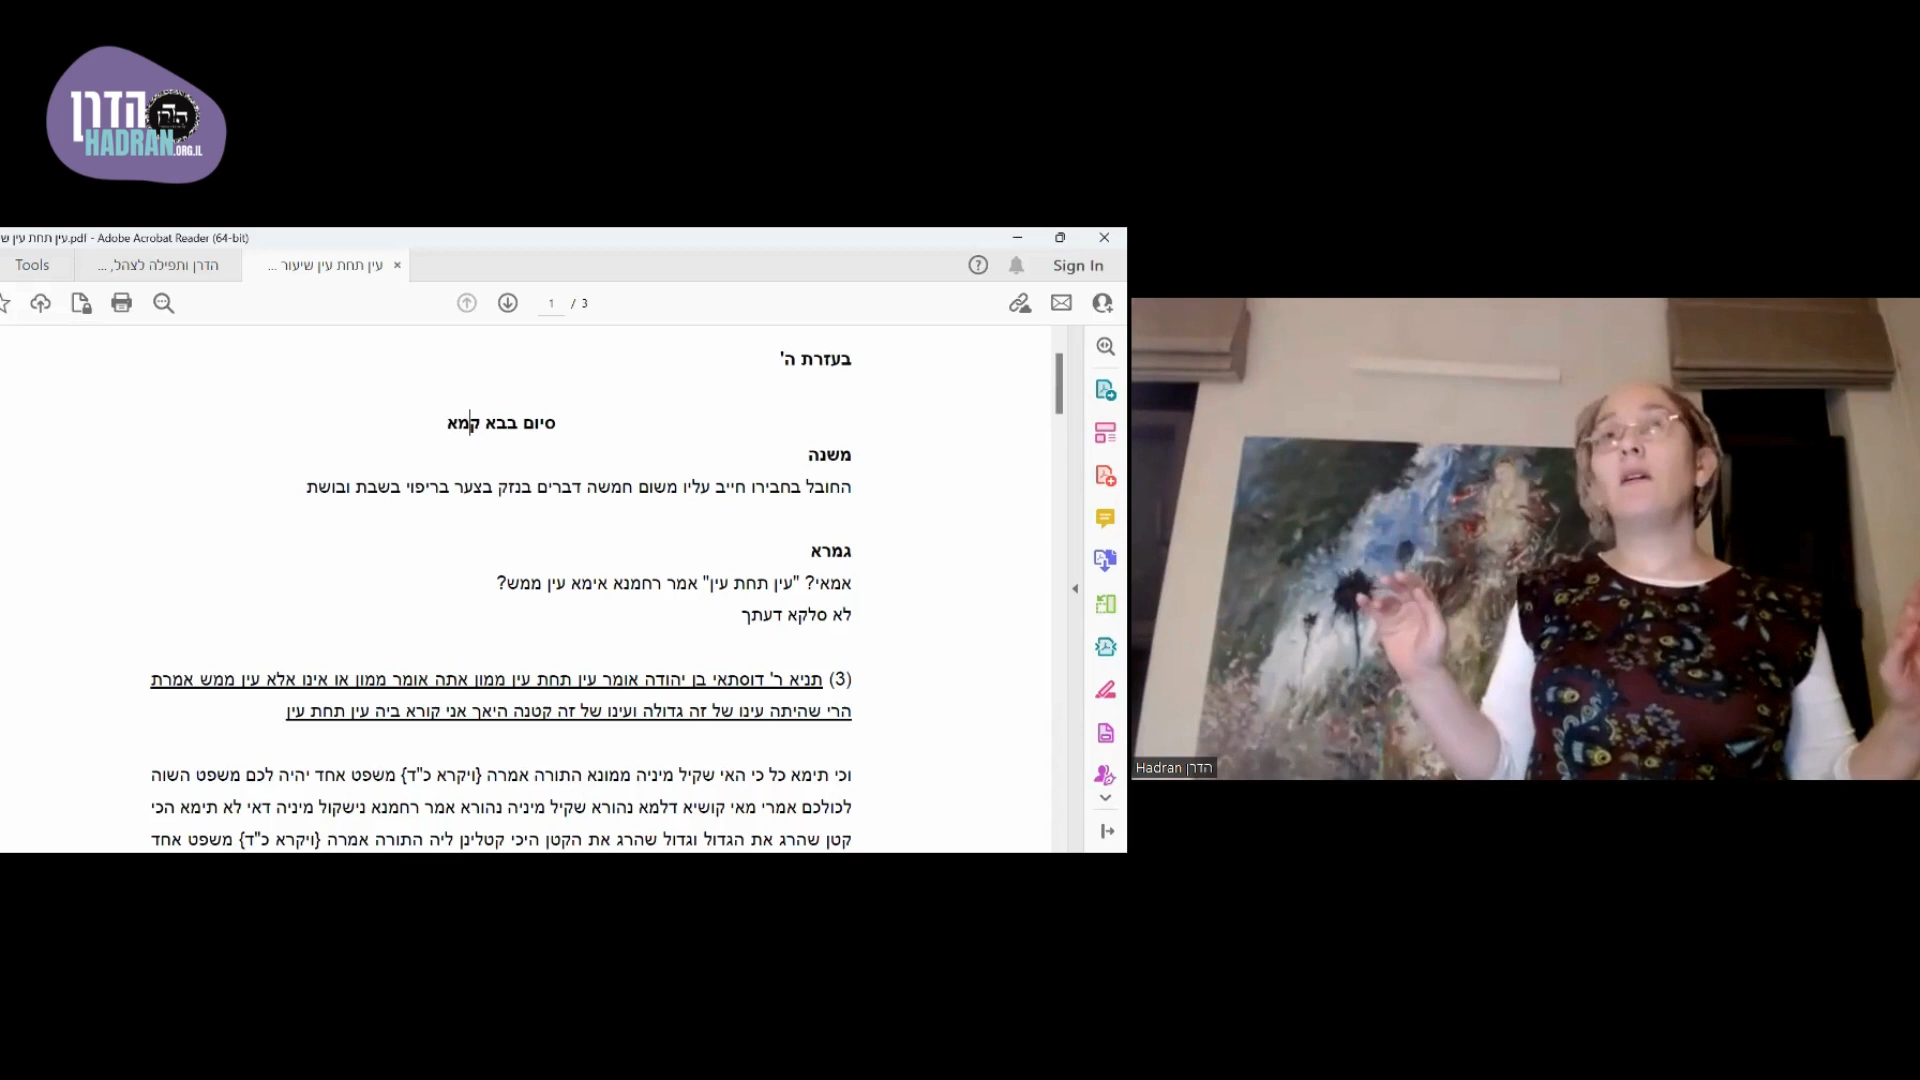 הדרן
HADRAN.ORG.IL
עין תחת עין ש.pdf - Adobe Acrobat Reader (64-bit)
Tools
הדרן ותפילה לצהל, ...
עין תחת עין שיעור ...
Sign In
1 / 3
בעזרת ה'
סיום בבא קמא
משנה
החובל בחבירו חייב עליו משום חמשה דברים בנזק בצער בריפוי בשבת ובושת
גמרא
אמאי? "עין תחת עין" אמר רחמנא אימא עין ממש?
לא סלקא דעתך
(3) תניא ר' דוסתאי בן יהודה אומר עין תחת עין ממון אתה אומר ממון או אינו אלא עין ממש אמרת
הרי שהיתה עינו של זה גדולה ועינו של זה קטנה היאך אני קורא ביה עין תחת עין
וכי תימא כל כי האי שקיל מיניה ממונא התורה אמרה {ויקרא כ"ד} משפט אחד יהיה לכם משפט השוה
לכולכם אמרי מאי קושיא דלמא נהורא שקיל מיניה נהורא אמר רחמנא נישקול מיניה דאי לא תימא הכי
קטן שהרג את הגדול וגדול שהרג את הקטן היכי קטלינן ליה התורה אמרה {ויקרא כ"ד} משפט אחד
Hadran הדרן